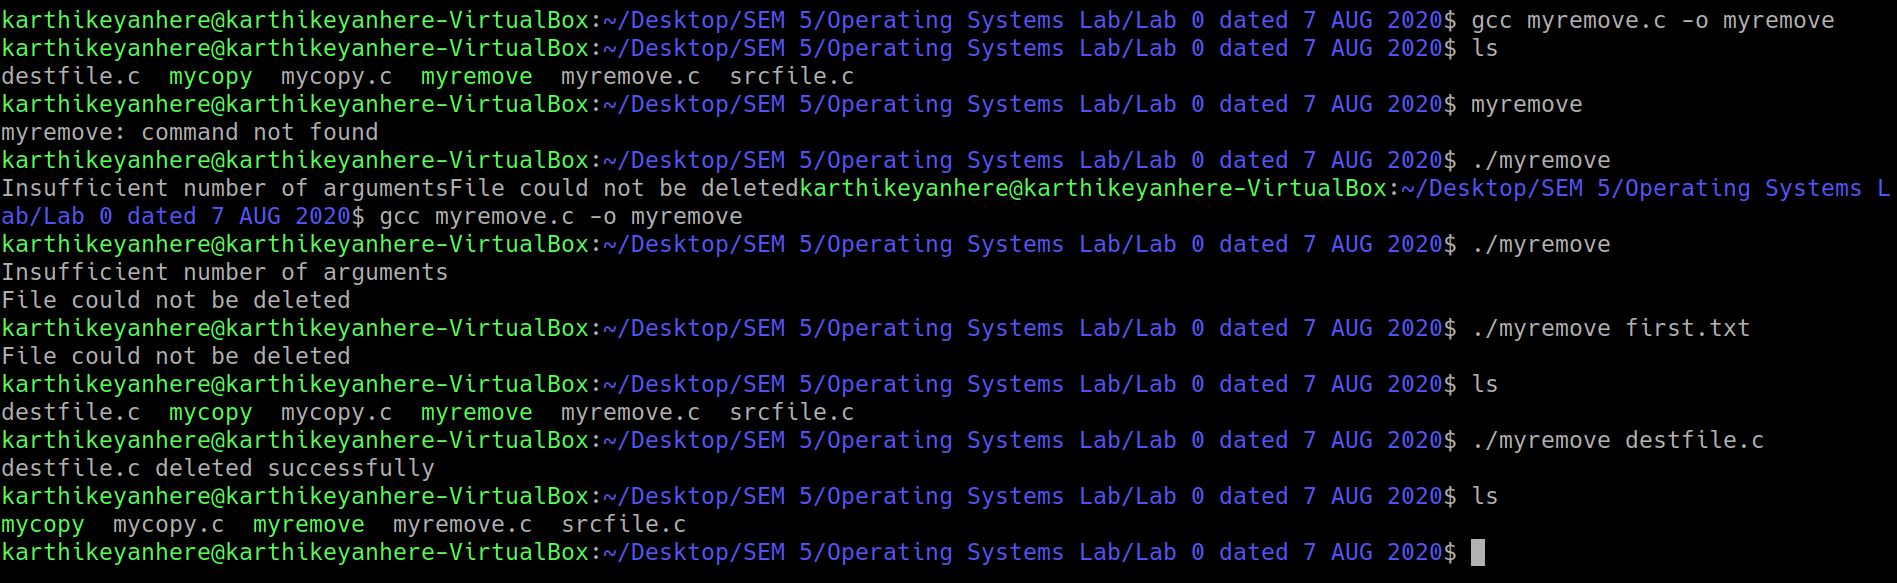 karthikeyanhere@karthikeyanhere-VirtualBox:~/Desktop/SEM 5/Operating Systems Lab/Lab 0 dated 7 AUG 2020$ gcc myremove.c -o myremove
karthikeyanhere@karthikeyanhere-VirtualBox:~/Desktop/SEM 5/Operating Systems Lab/Lab 0 dated 7 AUG 2020$ ls
destfile.c  mycopy  mycopy.c  myremove  myremove.c  srcfile.c
karthikeyanhere@karthikeyanhere-VirtualBox:~/Desktop/SEM 5/Operating Systems Lab/Lab 0 dated 7 AUG 2020$ myremove
myremove: command not found
karthikeyanhere@karthikeyanhere-VirtualBox:~/Desktop/SEM 5/Operating Systems Lab/Lab 0 dated 7 AUG 2020$ ./myremove
Insufficient number of argumentsFile could not be deletedkarthikeyanhere@karthikeyanhere-VirtualBox:~/Desktop/SEM 5/Operating Systems L
ab/Lab 0 dated 7 AUG 2020$ gcc myremove.c -o myremove
karthikeyanhere@karthikeyanhere-VirtualBox:~/Desktop/SEM 5/Operating Systems Lab/Lab 0 dated 7 AUG 2020$ ./myremove
Insufficient number of arguments
File could not be deleted
karthikeyanhere@karthikeyanhere-VirtualBox:~/Desktop/SEM 5/Operating Systems Lab/Lab 0 dated 7 AUG 2020$ ./myremove first.txt
File could not be deleted
karthikeyanhere@karthikeyanhere-VirtualBox:~/Desktop/SEM 5/Operating Systems Lab/Lab 0 dated 7 AUG 2020$ ls
destfile.c  mycopy  mycopy.c  myremove  myremove.c  srcfile.c
karthikeyanhere@karthikeyanhere-VirtualBox:~/Desktop/SEM 5/Operating Systems Lab/Lab 0 dated 7 AUG 2020$ ./myremove destfile.c
destfile.c deleted successfully
karthikeyanhere@karthikeyanhere-VirtualBox:~/Desktop/SEM 5/Operating Systems Lab/Lab 0 dated 7 AUG 2020$ ls
mycopy  mycopy.c  myremove  myremove.c  srcfile.c
karthikeyanhere@karthikeyanhere-VirtualBox:~/Desktop/SEM 5/Operating Systems Lab/Lab 0 dated 7 AUG 2020$